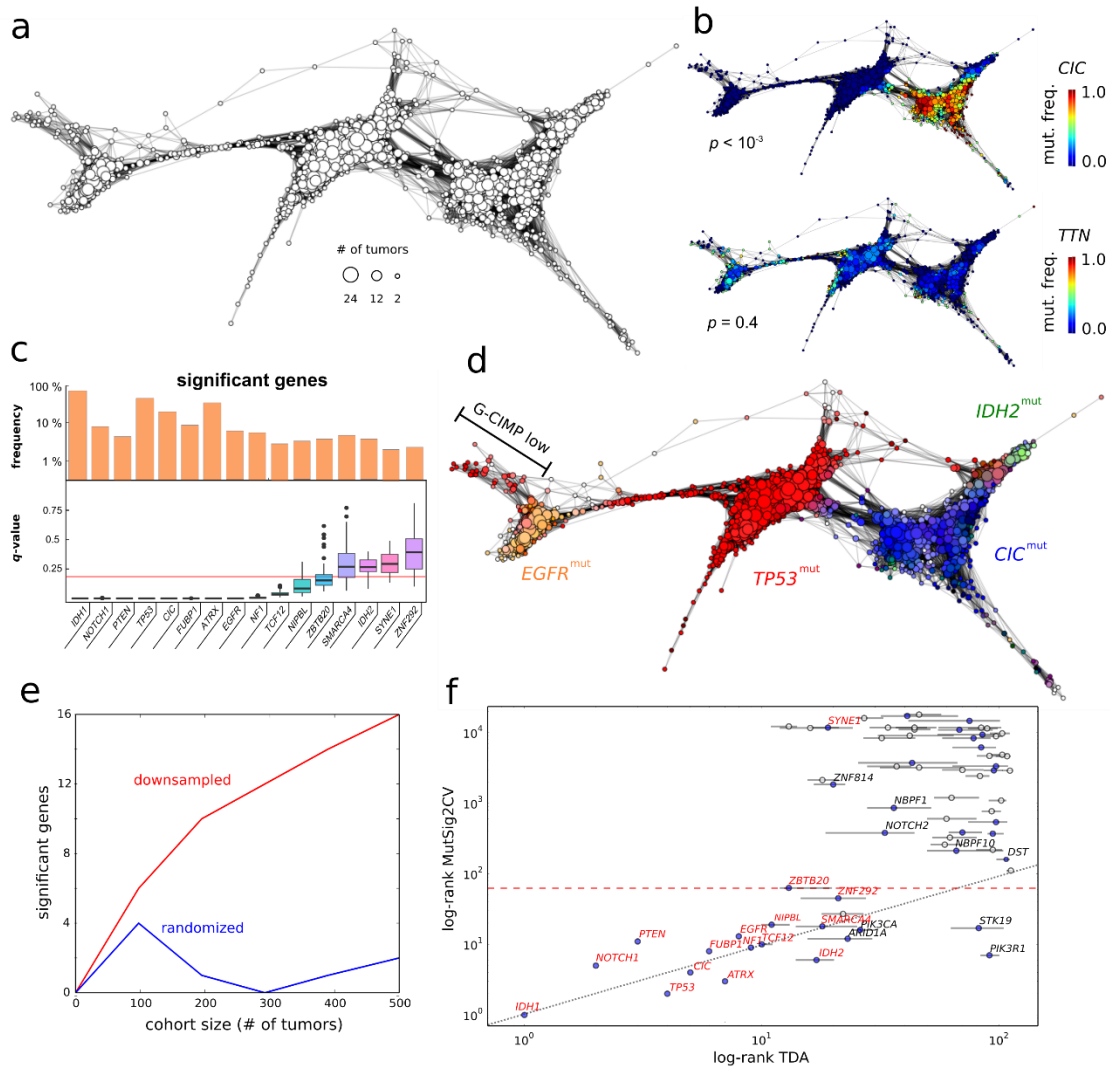 a
# of tumors
24 12 2
b
CIC
1.0
mut. freq.
0.0
p < 10⁻³
TTN
1.0
mut. freq.
0.0
p = 0.4
c
significant genes
frequency
100 %
10 %
1 %
q-value
0.75
0.5
0.25
IDH1
NOTCH1
PTEN
TP53
CIC
FUBP1
ATRX
EGFR
NF1
TCF12
NIPBL
ZBTB20
SMARCA4
IDH2
SYNE1
ZNF292
d
G-CIMP low
IDH2ᵐᵘᵗ
EGFRᵐᵘᵗ
TP53ᵐᵘᵗ
CICᵐᵘᵗ
e
significant genes
16
12
8
4
0
downsampled
randomized
0 100 200 300 400 500
cohort size (# of tumors)
f
log-rank MutSig2CV
10⁴
10³
10²
10¹
10⁰
SYNE1
ZNF814
NBPF1
NOTCH2
NBPF10
DST
ZBTB20
ZNF292
NIPBL
SMARCA4
PIK3CA
STK19
PTEN
EGFR
NF1
TCF12
ARID1A
FUBP1
PIK3R1
NOTCH1
CIC
IDH2
TP53
ATRX
IDH1
10⁰ 10¹ 10²
log-rank TDA